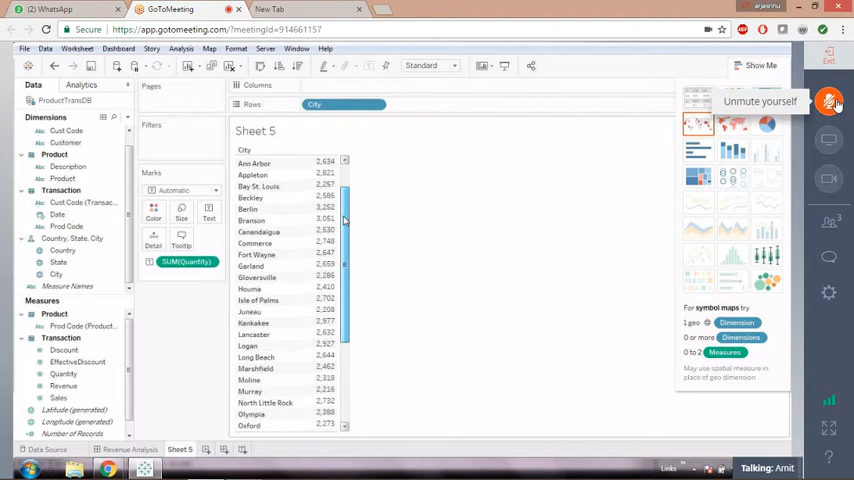 (2) WhatsApp
GoToMeeting
New Tab
arjasrinu
Secure
https://app.gotomeeting.com/?meetingId=914661157
File Data Worksheet Dashboard Story Analysis Map Format Server Window Help
Exit
Standard
Show Me
Data
Analytics
Pages
Columns
ProductTransDB
Rows
City
Unmute yourself
Dimensions
Filters
Sheet 5
Cust Code
Product
Description
Product
Transaction
Cust Code (Transac...
Date
Country, State, City
Country
State
City
Measure Names
Measures
Product
Prod Code (Product...
Transaction
Discount
EffectiveDiscount
Quantity
Revenue
Sales
Latitude (generated)
Longitude (generated)
Number of Records
Marks
Automatic
Color
Size
Text
Detail
Tooltip
SUM(Quantity)
City
Ann Arbor 2,634
Appleton 2,821
Bay St. Louis 2,257
Beckley 2,586
Berlin 3,252
Branson 3,051
Canandaigua 2,530
Commerce 2,748
Fort Wayne 2,647
Garland 2,659
Gloversville 2,286
Houma 2,410
Isle of Palms 2,702
Juneau 2,208
Kankakee 2,977
Lancaster 2,632
Logan 2,927
Long Beach 2,644
Marshfield 2,462
Moline 2,318
Murray 2,216
North Little Rock 2,732
Olympia 2,388
Oxford 2,273
3
For symbol maps try
1 geo Dimension
0 or more Dimensions
0 to 2 Measures
May use spatial measure in
place of geo dimension
Data Source
Revenue Analysis
Sheet 5
Links
Talking: Amit